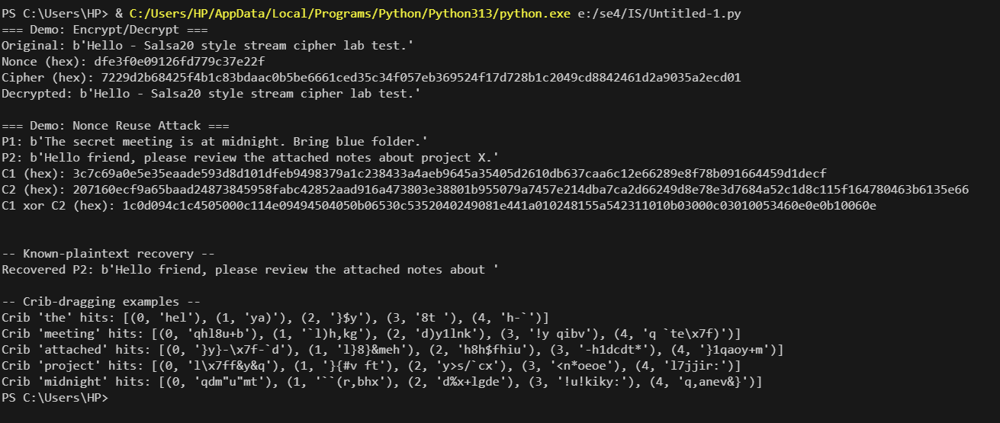 PS C:\Users\HP> & C:/Users/HP/AppData/Local/Programs/Python/Python313/python.exe e:/se4/IS/Untitled-1.py
=== Demo: Encrypt/Decrypt ===
Original: b'Hello - Salsa20 style stream cipher lab test.'
Nonce (hex): dfe3f0e09126fd779c37e22f
Cipher (hex): 7229d2b68425f4b1c83bdaac0b5be6661ced35c34f057eb369524f17d728b1c2049cd8842461d2a9035a2ecd01
Decrypted: b'Hello - Salsa20 style stream cipher lab test.'
=== Demo: Nonce Reuse Attack ===
P1: b'The secret meeting is at midnight. Bring blue folder.'
P2: b'Hello friend, please review the attached notes about project X.'
C1 (hex): 3c7c69a0e5e35eaade593d8d101dfeb9498379a1c238433a4aeb9645a35405d2610db637caa6c12e66289e8f78b091664459d1decf
C2 (hex): 207160ecf9a65baad24873845958fabc42852aad916a473803e38801b955079a7457e214dba7ca2d66249d8e78e3d7684a52c1d8c115f164780463b6135e66
C1 xor C2 (hex): 1c0d094c1c4505000c114e09494504050b06530c5352040249081e441a010248155a542311010b03000c03010053460e0e0b10060e
-- Known-plaintext recovery --
Recovered P2: b'Hello friend, please review the attached notes about '
-- Crib-dragging examples --
Crib 'the' hits: [(0, 'hel'), (1, 'ya)'), (2, '}$y'), (3, '8t '), (4, 'h-`')]
Crib 'meeting' hits: [(0, 'qhl8u+b'), (1, '`l)h,kg'), (2, 'd)y1lnk'), (3, '!y qibv'), (4, 'q `te\x7f)')]
Crib 'attached' hits: [(0, '}y}-\x7f-`d'), (1, 'l}8}&meh'), (2, 'h8h$fhiu'), (3, '-h1dcdt*'), (4, '}1qaoy+m')]
Crib 'project' hits: [(0, 'l\x7ff&y&q'), (1, '}{#v ft'), (2, 'y>s/`cx'), (3, '<n*oeoe'), (4, 'l7jjir:')]
Crib 'midnight' hits: [(0, 'qdm"u"mt'), (1, '``(r,bhx'), (2, 'd%x+lgde'), (3, '!u!kiky:'), (4, 'q,anev&}')]
PS C:\Users\HP>